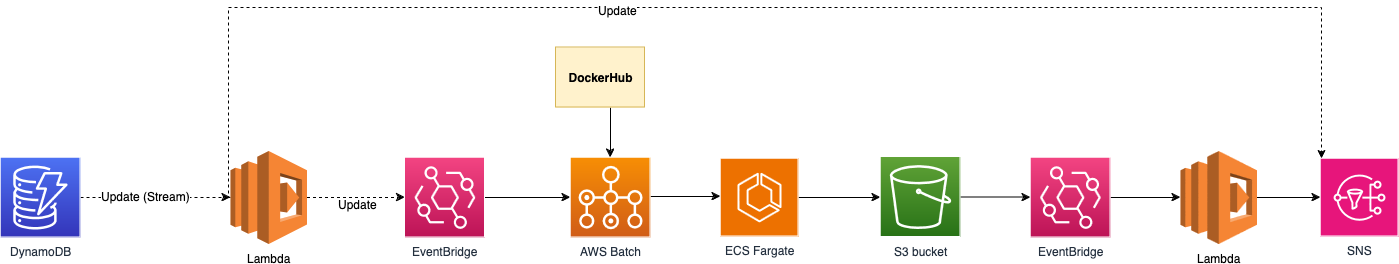 Update
DockerHub
Update (Stream)
Update
DynamoDB
Lambda
EventBridge
AWS Batch
ECS Fargate
S3 bucket
EventBridge
Lambda
SNS